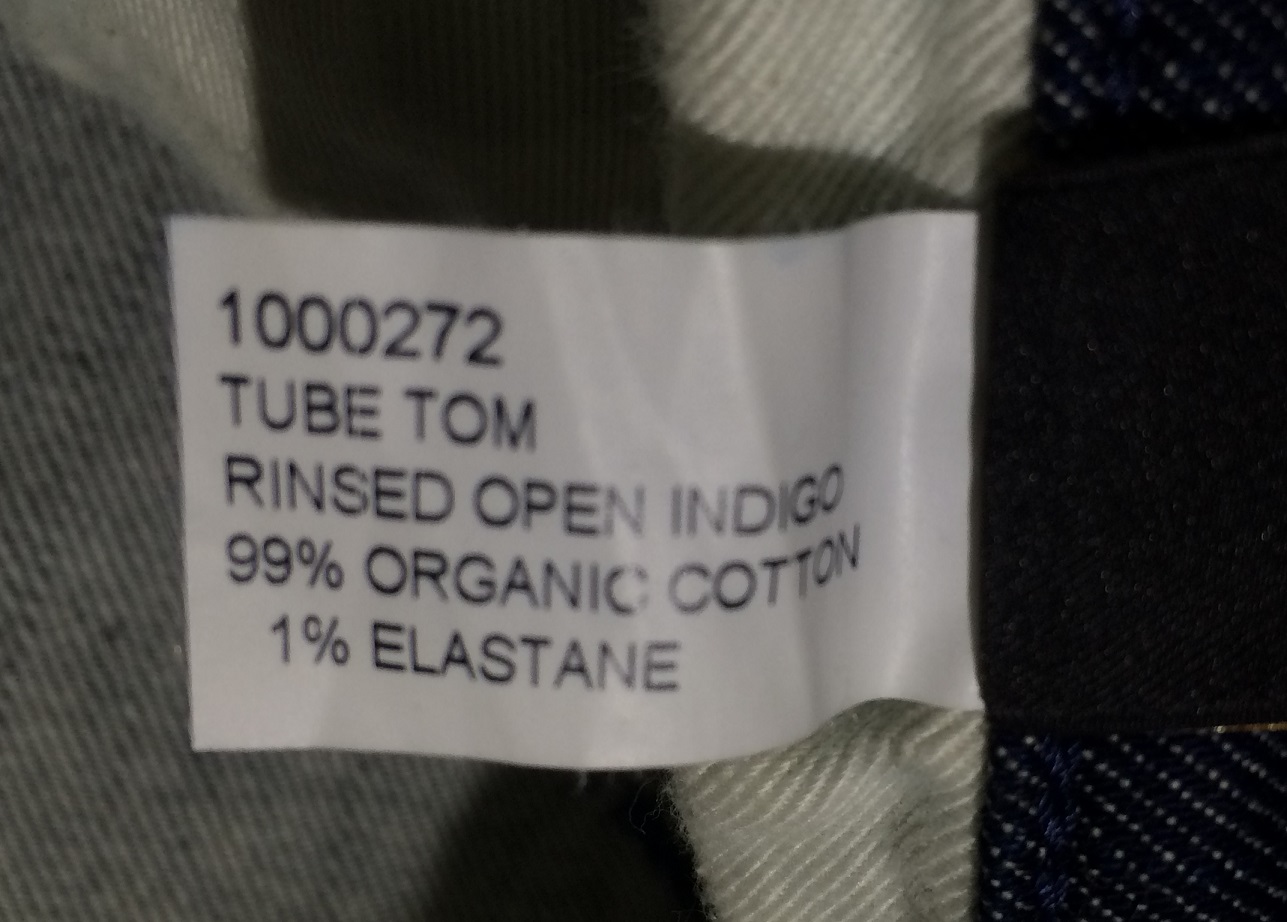 1000272
TUBE TOM
RINSED OPEN INDIGO
99% ORGANIC COTTON
1% ELASTANE